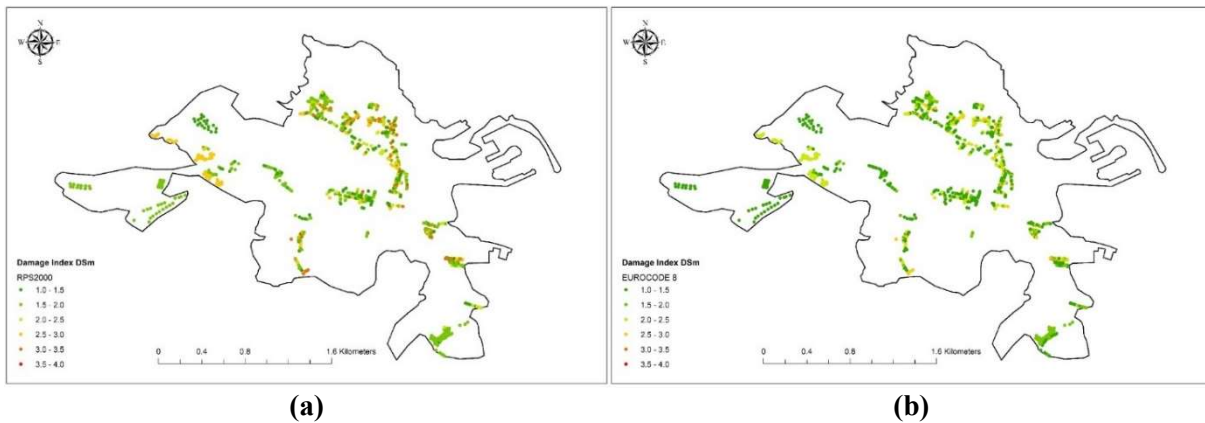 N
W E
S
Damage Index DSm
RPS2000
1.0 - 1.5
1.5 - 2.0
2.0 - 2.5
2.5 - 3.0
3.0 - 3.5
3.5 - 4.0
0 0.4 0.8 1.6 Kilometers
(a)
N
W E
S
Damage Index DSm
EUROCODE 8
1.0 - 1.5
1.5 - 2.0
2.0 - 2.5
2.5 - 3.0
3.0 - 3.5
3.5 - 4.0
0 0.4 0.8 1.6 Kilometers
(b)